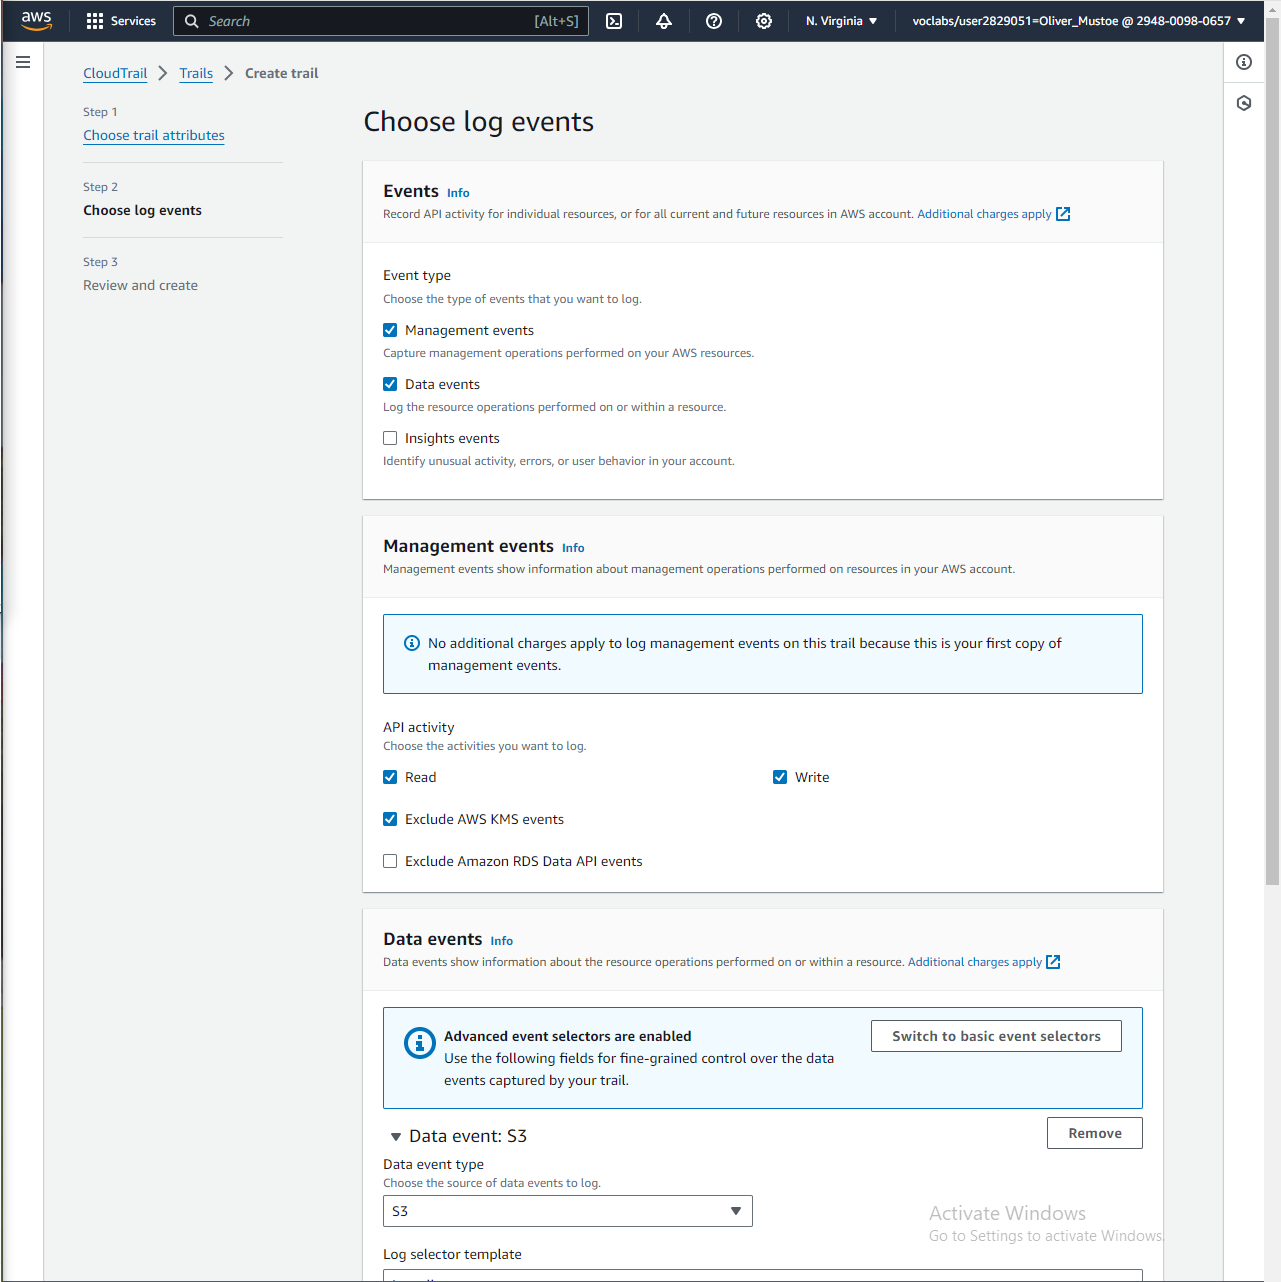 aws
Services
Search [Alt+S]
N. Virginia
voclabs/user2829051=Oliver_Mustoe @ 2948-0098-0657
CloudTrail > Trails > Create trail
Step 1
Choose trail attributes
Step 2
Choose log events
Step 3
Review and create
Choose log events
Events Info
Record API activity for individual resources, or for all current and future resources in AWS account. Additional charges apply
Event type
Choose the type of events that you want to log.
Management events
Capture management operations performed on your AWS resources.
Data events
Log the resource operations performed on or within a resource.
Insights events
Identify unusual activity, errors, or user behavior in your account.
Management events Info
Management events show information about management operations performed on resources in your AWS account.
No additional charges apply to log management events on this trail because this is your first copy of
management events.
API activity
Choose the activities you want to log.
Read
Write
Exclude AWS KMS events
Exclude Amazon RDS Data API events
Data events Info
Data events show information about the resource operations performed on or within a resource. Additional charges apply
Advanced event selectors are enabled
Use the following fields for fine-grained control over the data
events captured by your trail.
Switch to basic event selectors
Data event: S3
Remove
Data event type
Choose the source of data events to log.
S3
Log selector template
Activate Windows
Go to Settings to activate Windows.